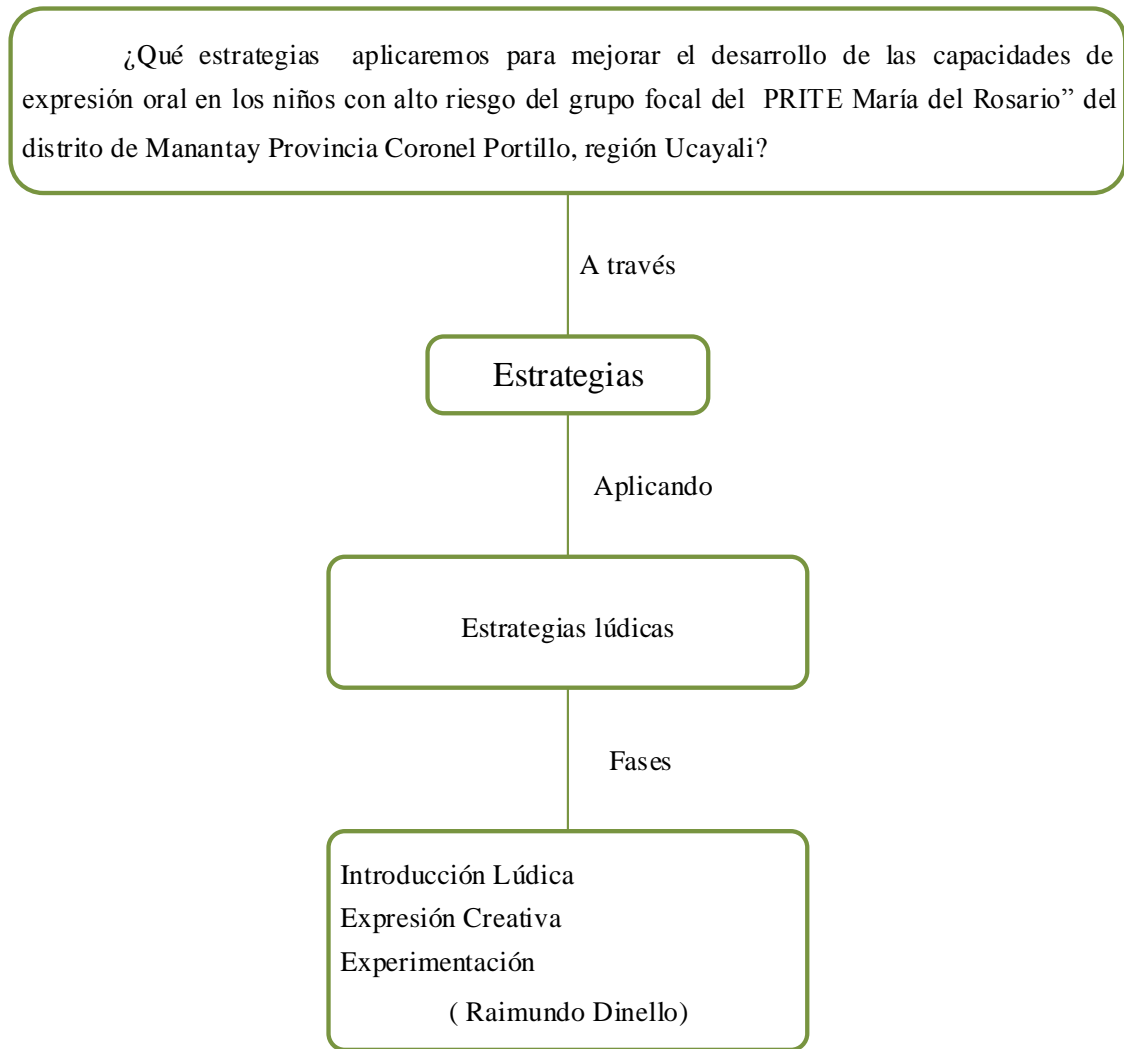 ¿Qué estrategias aplicaremos para mejorar el desarrollo de las capacidades de
expresión oral en los niños con alto riesgo del grupo focal del PRITE María del Rosario” del
distrito de Manantay Provincia Coronel Portillo, región Ucayali?
A través
Estrategias
Aplicando
Estrategias lúdicas
Fases
Introducción Lúdica
Expresión Creativa
Experimentación
( Raimundo Dinello)